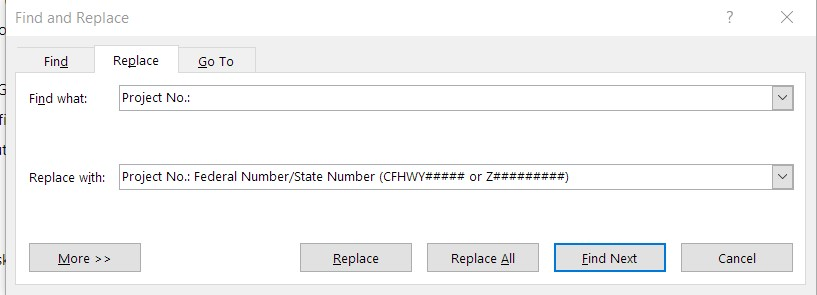 Find and Replace
Find Replace Go To
Find what: Project No.:
Replace with: Project No.: Federal Number/State Number (CFHWY##### or Z#########)
More >> Replace Replace All Find Next Cancel